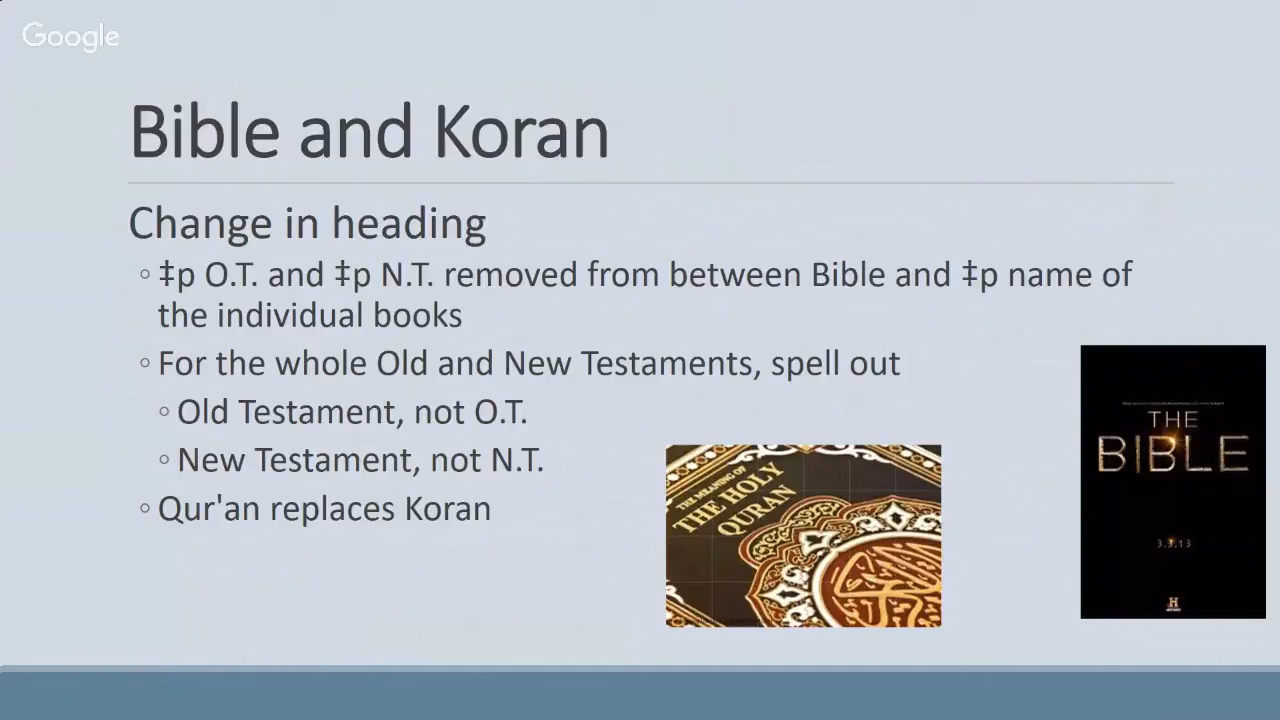 Google
Bible and Koran
Change in heading
◦ ‡p O.T. and ‡p N.T. removed from between Bible and ‡p name of
the individual books
◦ For the whole Old and New Testaments, spell out
◦ Old Testament, not O.T.
◦ New Testament, not N.T.
◦ Qur'an replaces Koran
THE MEANING OF
THE HOLY
QURAN
THE
BIBLE
3.3.13
H
HISTORY